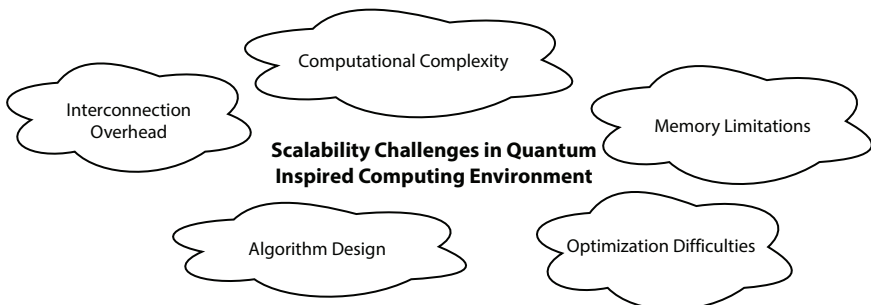 Computational Complexity
Interconnection
Overhead
Memory Limitations
Scalability Challenges in Quantum
Inspired Computing Environment
Algorithm Design
Optimization Difficulties